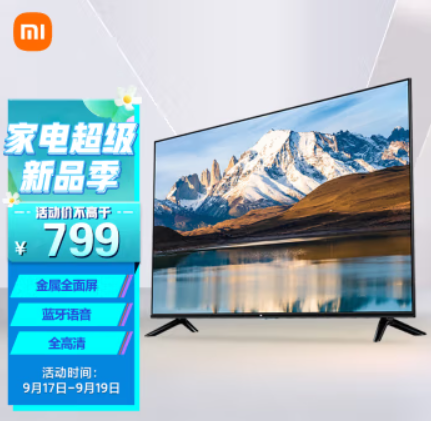 mi
家电超级
新品季
活动价不高于
¥ 799
金属全面屏
蓝牙语音
全高清
活动时间：
9月17日-9月19日